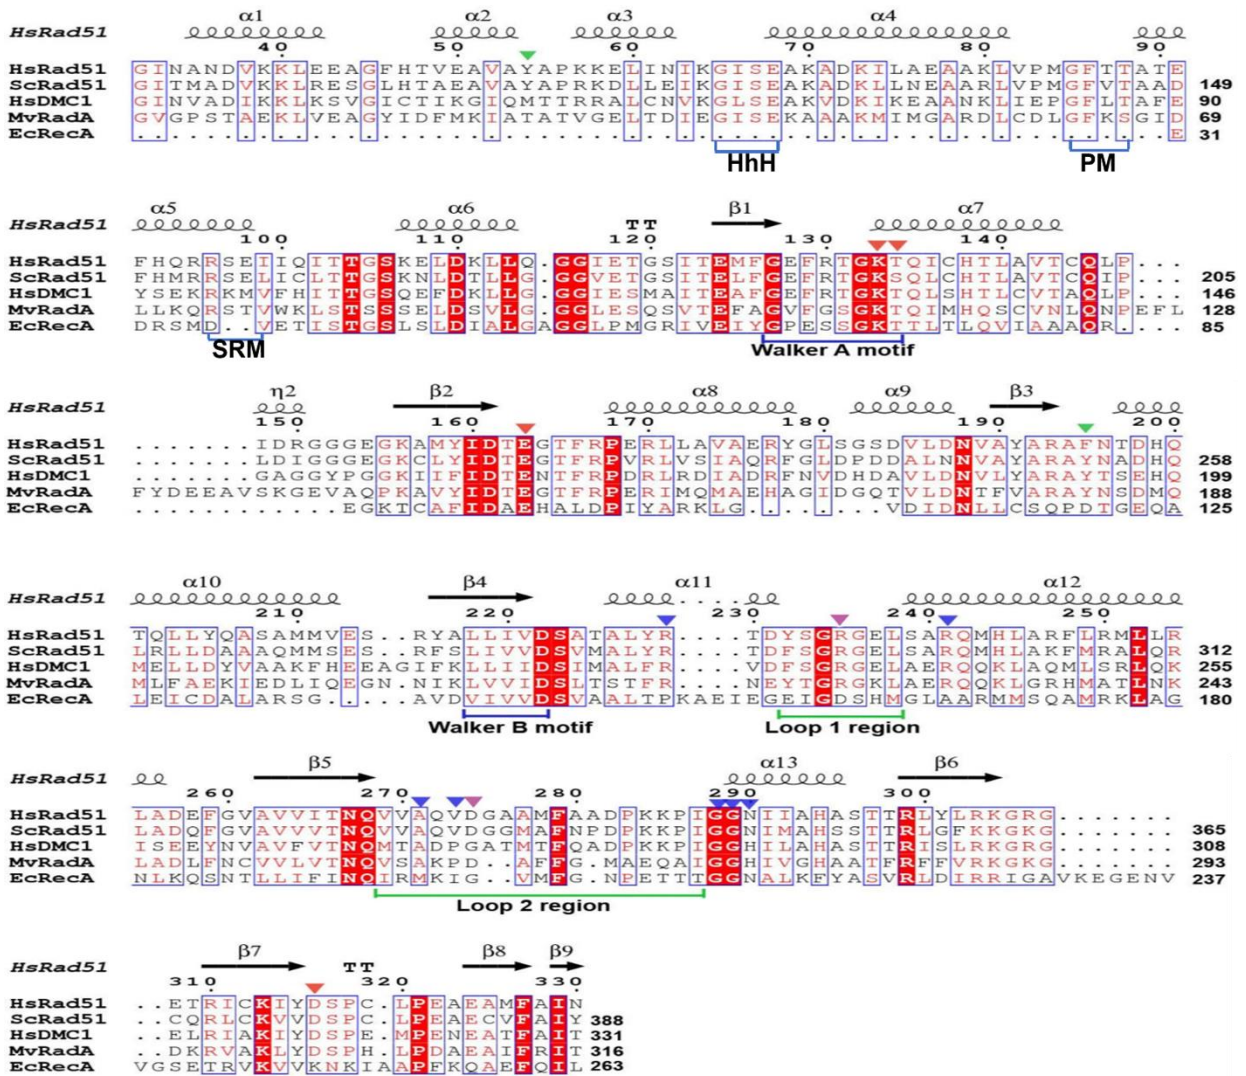 α1 α2 α3 α4
HsRad51
40 50 60 70 80 90
HsRad51 GINANDVKKLEEAGFHTVEAVAYAPKKELINIKGISEAKADKILAEAAKLVPMGFTTATE
ScRad51 GITMADVKKLRESGLHTAEAVAYAPRKDLLEIKGISEAKADKLLNEAARLVPMGFVTAAD 149
HsDMC1 GINVADIKKLKSVGICTIKGIQMTTRRALCNVKGLSEAKVDKIKEAANKLIEPGFLTAFE 90
MvRadA GVGPSTAEKLVEAGYIDFMKIATATVGELTDIEGISEKAAAKMIMGARDLCDLGFKSGID 69
EcRecA ...........................................................E 31
HhH PM
α5 α6 TT β1 α7
HsRad51
100 110 120 130 140
HsRad51 FHQRRSEIIQITTGSKELDKLLQ.GGIETGSITEMFGEFRTGKTQICHTLAVTCQLP...
ScRad51 FHMRRSELICLTTGSKNLDTLLG.GGVETGSITELFGEFRTGKSQLCHTLAVTCQIP... 205
HsDMC1 YSEKRKMVFHITTGSQEFDKLLG.GGIESMAITEAFGEFRTGKTQLSHTLCVTAQLP... 146
MvRadA LLKQRSTVWKLSTSSSELDSVLG.GGLESQSVTEFAGVFGSGKTQIMHQSCVNLQNPEFL 128
EcRecA DRSMD..VETISTGSLSLDIALGAGGLPMGRIVEIYGPESSGKTTLTLQVIAAAQR.... 85
SRM Walker A motif
η2 β2 α8 α9 β3
HsRad51
150 160 170 180 190 200
HsRad51 .......IDRGGGEGKAMYIDTEGTFRPERLLAVAERYGLSGSDVLDNVAYARAFNTDHQ
ScRad51 .......LDIGGGEGKCLYIDTEGTFRPVRLVSIAQRFGLDPDDALNNVAYARAYNADHQ 258
HsDMC1 .......GAGGYPGGKIIFIDTENTFRPDRLRDIADRFNVDHDAVLDNVLYARAYTSEHQ 199
MvRadA FYDEEAVSKGEVAQPKAVYIDTEGTFRPERIMQMAEHAGIDGQTVLDNTFVARAYNSDMQ 188
EcRecA ............EGKTCAFIDAEHALDPIYARKLG.......VDIDNLLCSQPDTGEQA 125
α10 β4 α11 α12
HsRad51
210 220 230 240 250
HsRad51 TQLLYQASAMMVES..RYALLIVDSATALYR....TDYSGRGELSARQMHLARFLRMLLR
ScRad51 LRLLDAAAQMMSES..RFSLIVVDSVMALYR....TDFSGRGELSARQMHLAKFMRALQR 312
HsDMC1 MELLDYVAAKFHEEAGIFKLLIIDSIMALFR....VDFSGRGELAERQQKLAQMLSRLQK 255
MvRadA MLFAEKIEDLIQEGN.NIKLVVIDSLTSTFR....NEYTGRGKLAERQQKLGRHMATLNK 243
EcRecA LEICDALARSG.....AVDVIVVDSVAALTPKAEIEGEIGDSHMGLAARMMSQAMRKLAG 180
Walker B motif Loop 1 region
β5 α13 β6
HsRad51
260 270 280 290 300
HsRad51 LADEFGVAVVITNQVVAQVDGAAMFAADPKKPIGGNIIAHASTTRLYLRKGRG.......
ScRad51 LADQFGVAVVVTNQVVAQVDGGMAFNPDPKKPIGGNIMAHSSTTRLGFKKGKG....... 365
HsDMC1 ISEEYNVAVFVTNQMTADPGATMTFQADPKKPIGGHILAHASTTRISLRKGRG....... 308
MvRadA LADLFNCVVLVTNQVSAKPD.AFFG.MAEQAIGGHIVGHAATFRFFVRKGKG....... 293
EcRecA NLKQSNTLLIFINQIRMKIG..VMFG.NPETTTGGNALKFYASVRLDIRRIGAVKEGENV 237
Loop 2 region
β7 TT β8 β9
HsRad51
310 320 330
HsRad51 ..ETRICKIYDSPC.LPEAEAMFAIN
ScRad51 ..CQRLCKVVDSPC.LPEAECVFAIY 388
HsDMC1 ..ELRIAKIYDSPE.MPENEATFAIT 331
MvRadA ..DKRVAKLYDSPH.LPDAEAIFRIT 316
EcRecA VGSETRVKVVKNKIAAPFKQAEFQIL 263